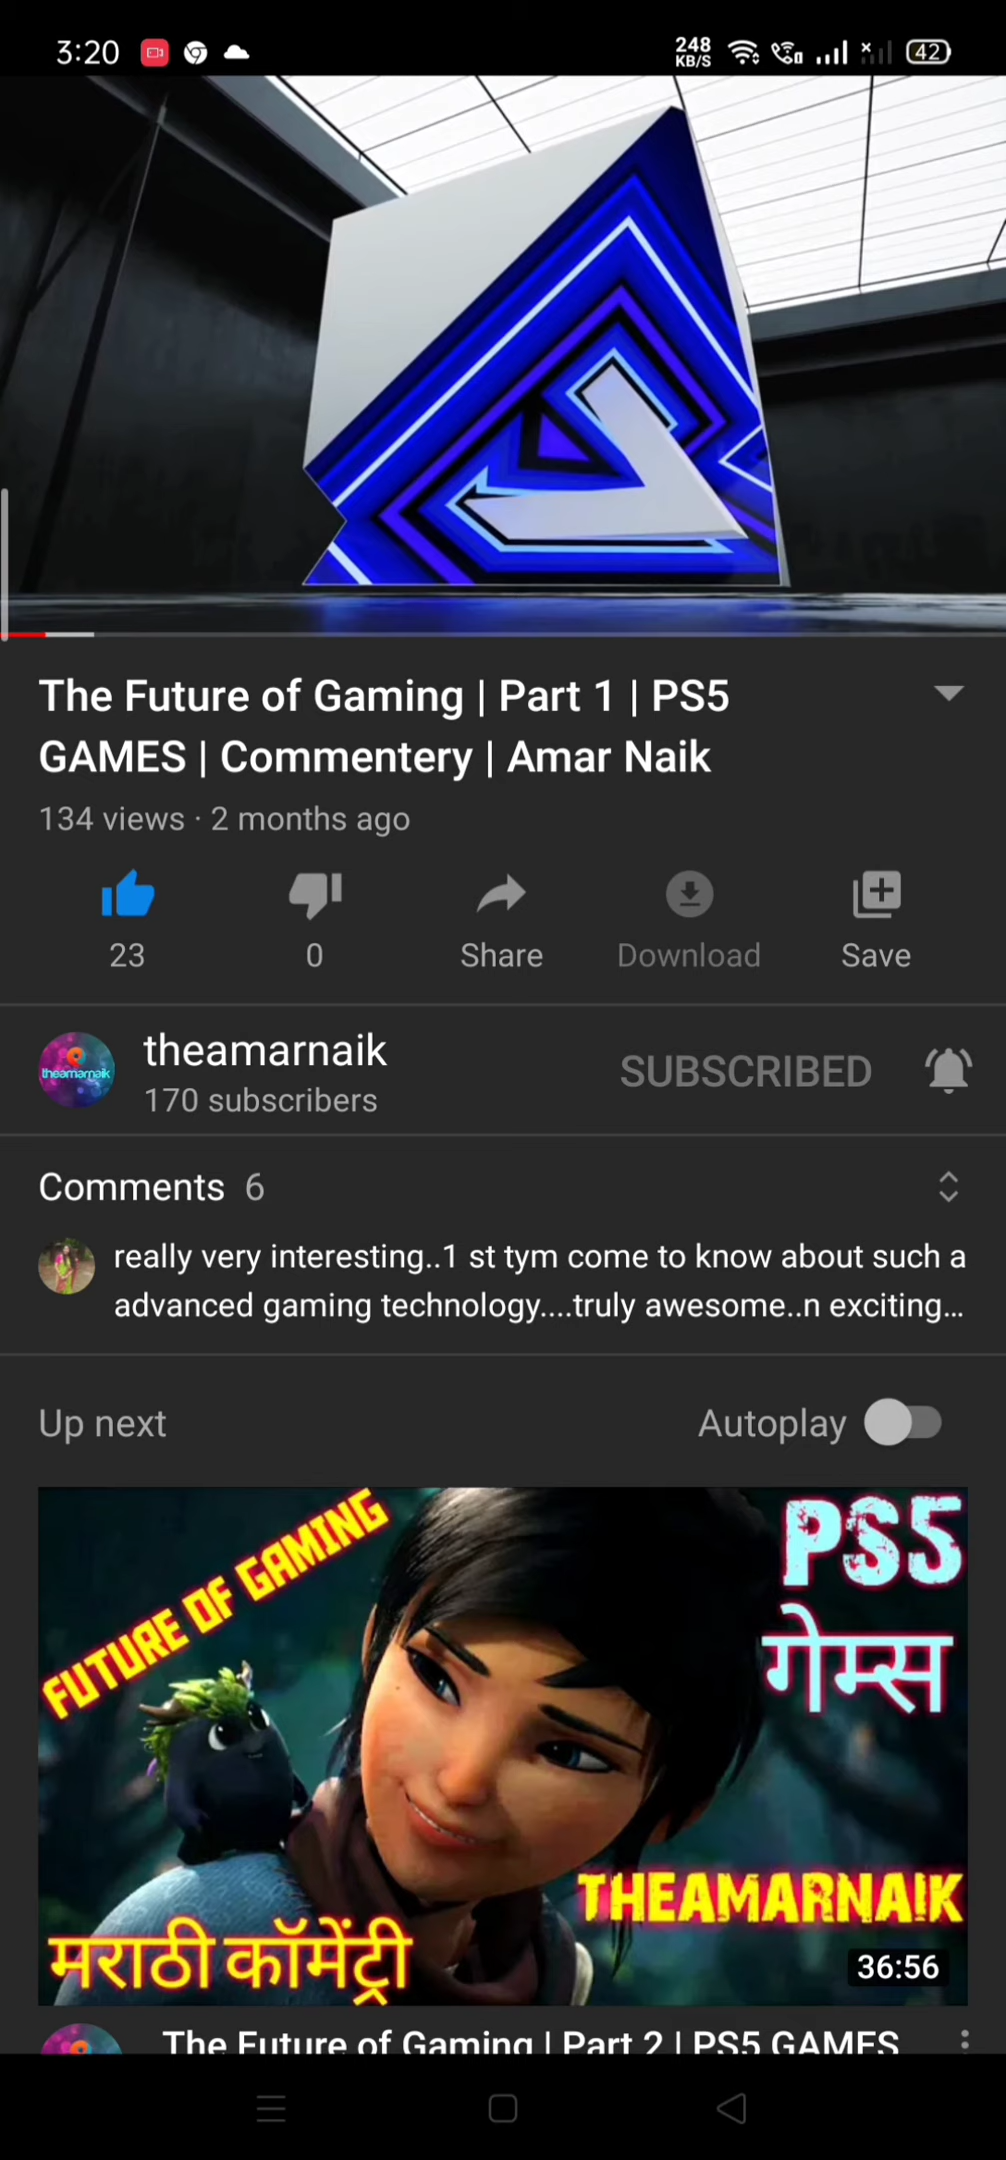 3:20
248
KB/S
42
The Future of Gaming | Part 1 | PS5
GAMES | Commentery | Amar Naik
134 views · 2 months ago
23
0
Share
Download
Save
theamarnaik
theamarnaik
170 subscribers
SUBSCRIBED
Comments 6
really very interesting..1 st tym come to know about such a
advanced gaming technology....truly awesome..n exciting...
Up next
Autoplay
FUTURE OF GAMING
PS5
गेम्स
THEAMARNAIK
मराठी कॉमेंट्री
36:56
The Future of Gaming | Part 2 | PS5 GAMES